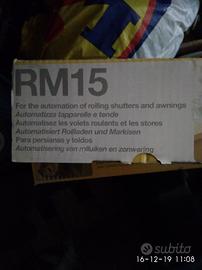 RM15
For the automation of rolling shutters and awnings
Automatizza tapparelle e tende
Automatisez les volets roulants et les stores
Automatisiert Rollladen und Markisen
Para persianas y toldos
Automatisering van rolluiken en zonwering
subito
16-12-19 11:08